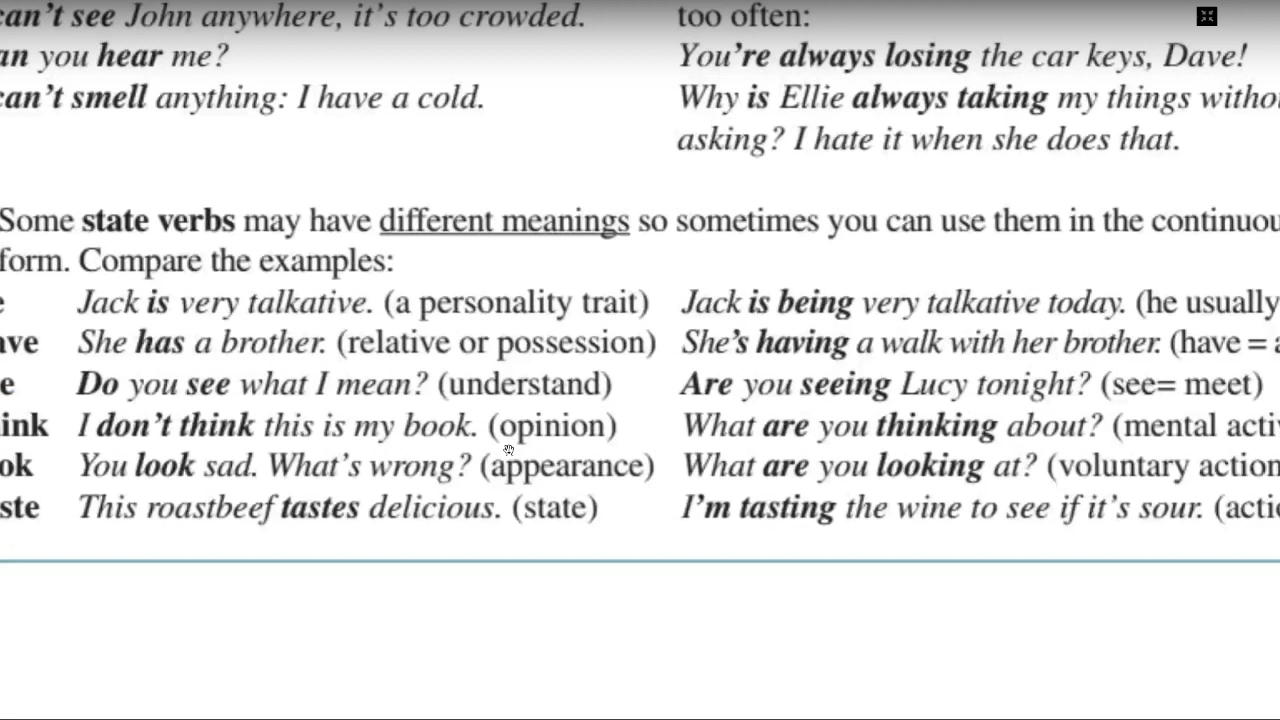 can't see John anywhere, it's too crowded.
an you hear me?
can't smell anything: I have a cold.
too often:
You're always losing the car keys, Dave!
Why is Ellie always taking my things witho
asking? I hate it when she does that.
Some state verbs may have different meanings so sometimes you can use them in the continuou
form. Compare the examples:
e Jack is very talkative. (a personality trait) Jack is being very talkative today. (he usually
ve She has a brother. (relative or possession) She's having a walk with her brother. (have = a
e Do you see what I mean? (understand) Are you seeing Lucy tonight? (see= meet)
ink I don't think this is my book. (opinion) What are you thinking about? (mental activ
ok You look sad. What's wrong? (appearance) What are you looking at? (voluntary action
ste This roastbeef tastes delicious. (state) I'm tasting the wine to see if it's sour. (actio